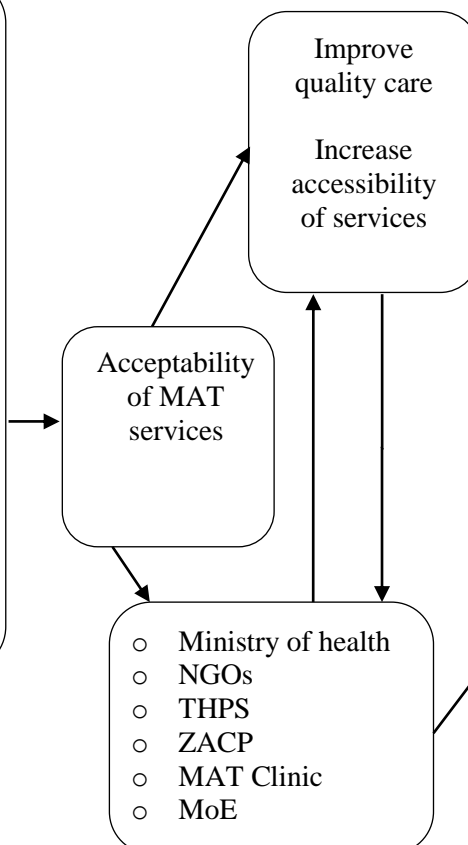 Improve
quality care
Increase
accessibility
of services
Acceptability
of MAT
services
○ Ministry of health
○ NGOs
○ THPS
○ ZACP
○ MAT Clinic
○ MoE